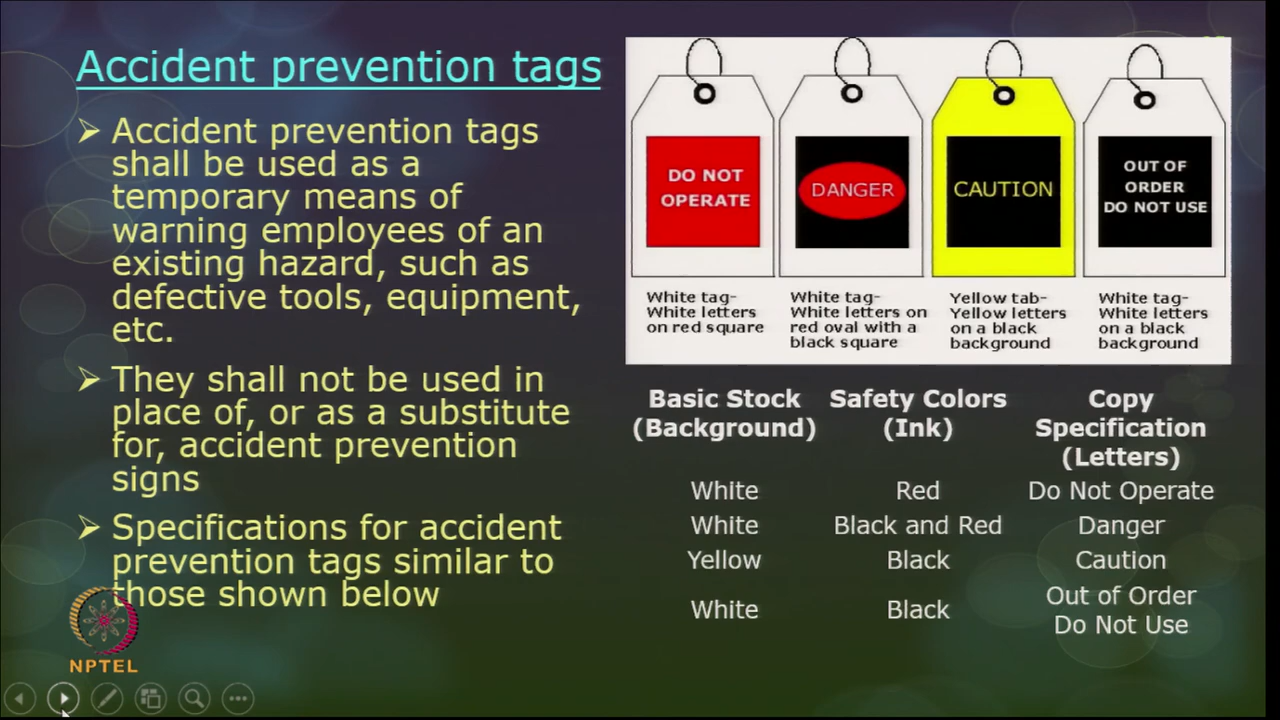 Accident prevention tags
➢ Accident prevention tags
shall be used as a
temporary means of
warning employees of an
existing hazard, such as
defective tools, equipment,
etc.
➢ They shall not be used in
place of, or as a substitute
for, accident prevention
signs
➢ Specifications for accident
prevention tags similar to
those shown below
NPTEL
DO NOT
OPERATE
DANGER
CAUTION
OUT OF
ORDER
DO NOT USE
White tag-
White letters
on red square
White tag-
White letters on
red oval with a
black square
Yellow tab-
Yellow letters
on a black
background
White tag-
White letters
on a black
background
Basic Stock
(Background)
Safety Colors
(Ink)
Copy
Specification
(Letters)
White Red Do Not Operate
White Black and Red Danger
Yellow Black Caution
White Black Out of Order
Do Not Use